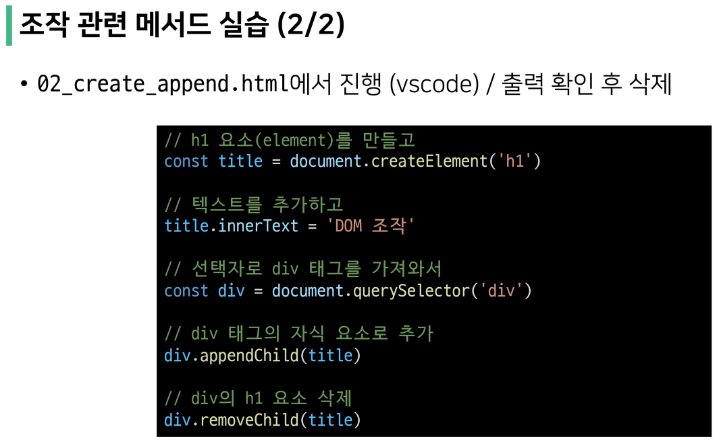 조작 관련 메서드 실습 (2/2)
• 02_create_append.html에서 진행 (vscode) / 출력 확인 후 삭제
// h1 요소(element)를 만들고
const title = document.createElement('h1')
// 텍스트를 추가하고
title.innerText = 'DOM 조작'
// 선택자로 div 태그를 가져와서
const div = document.querySelector('div')
// div 태그의 자식 요소로 추가
div.appendChild(title)
// div의 h1 요소 삭제
div.removeChild(title)